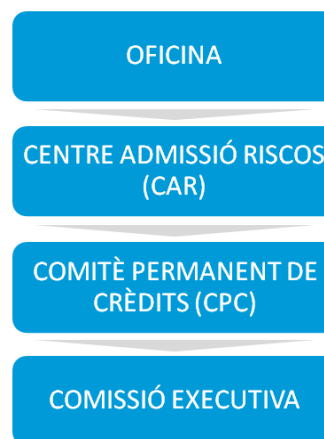 OFICINA
CENTRE ADMISSIÓ RISCOS
(CAR)
COMITÈ PERMANENT DE
CRÈDITS (CPC)
COMISSIÓ EXECUTIVA